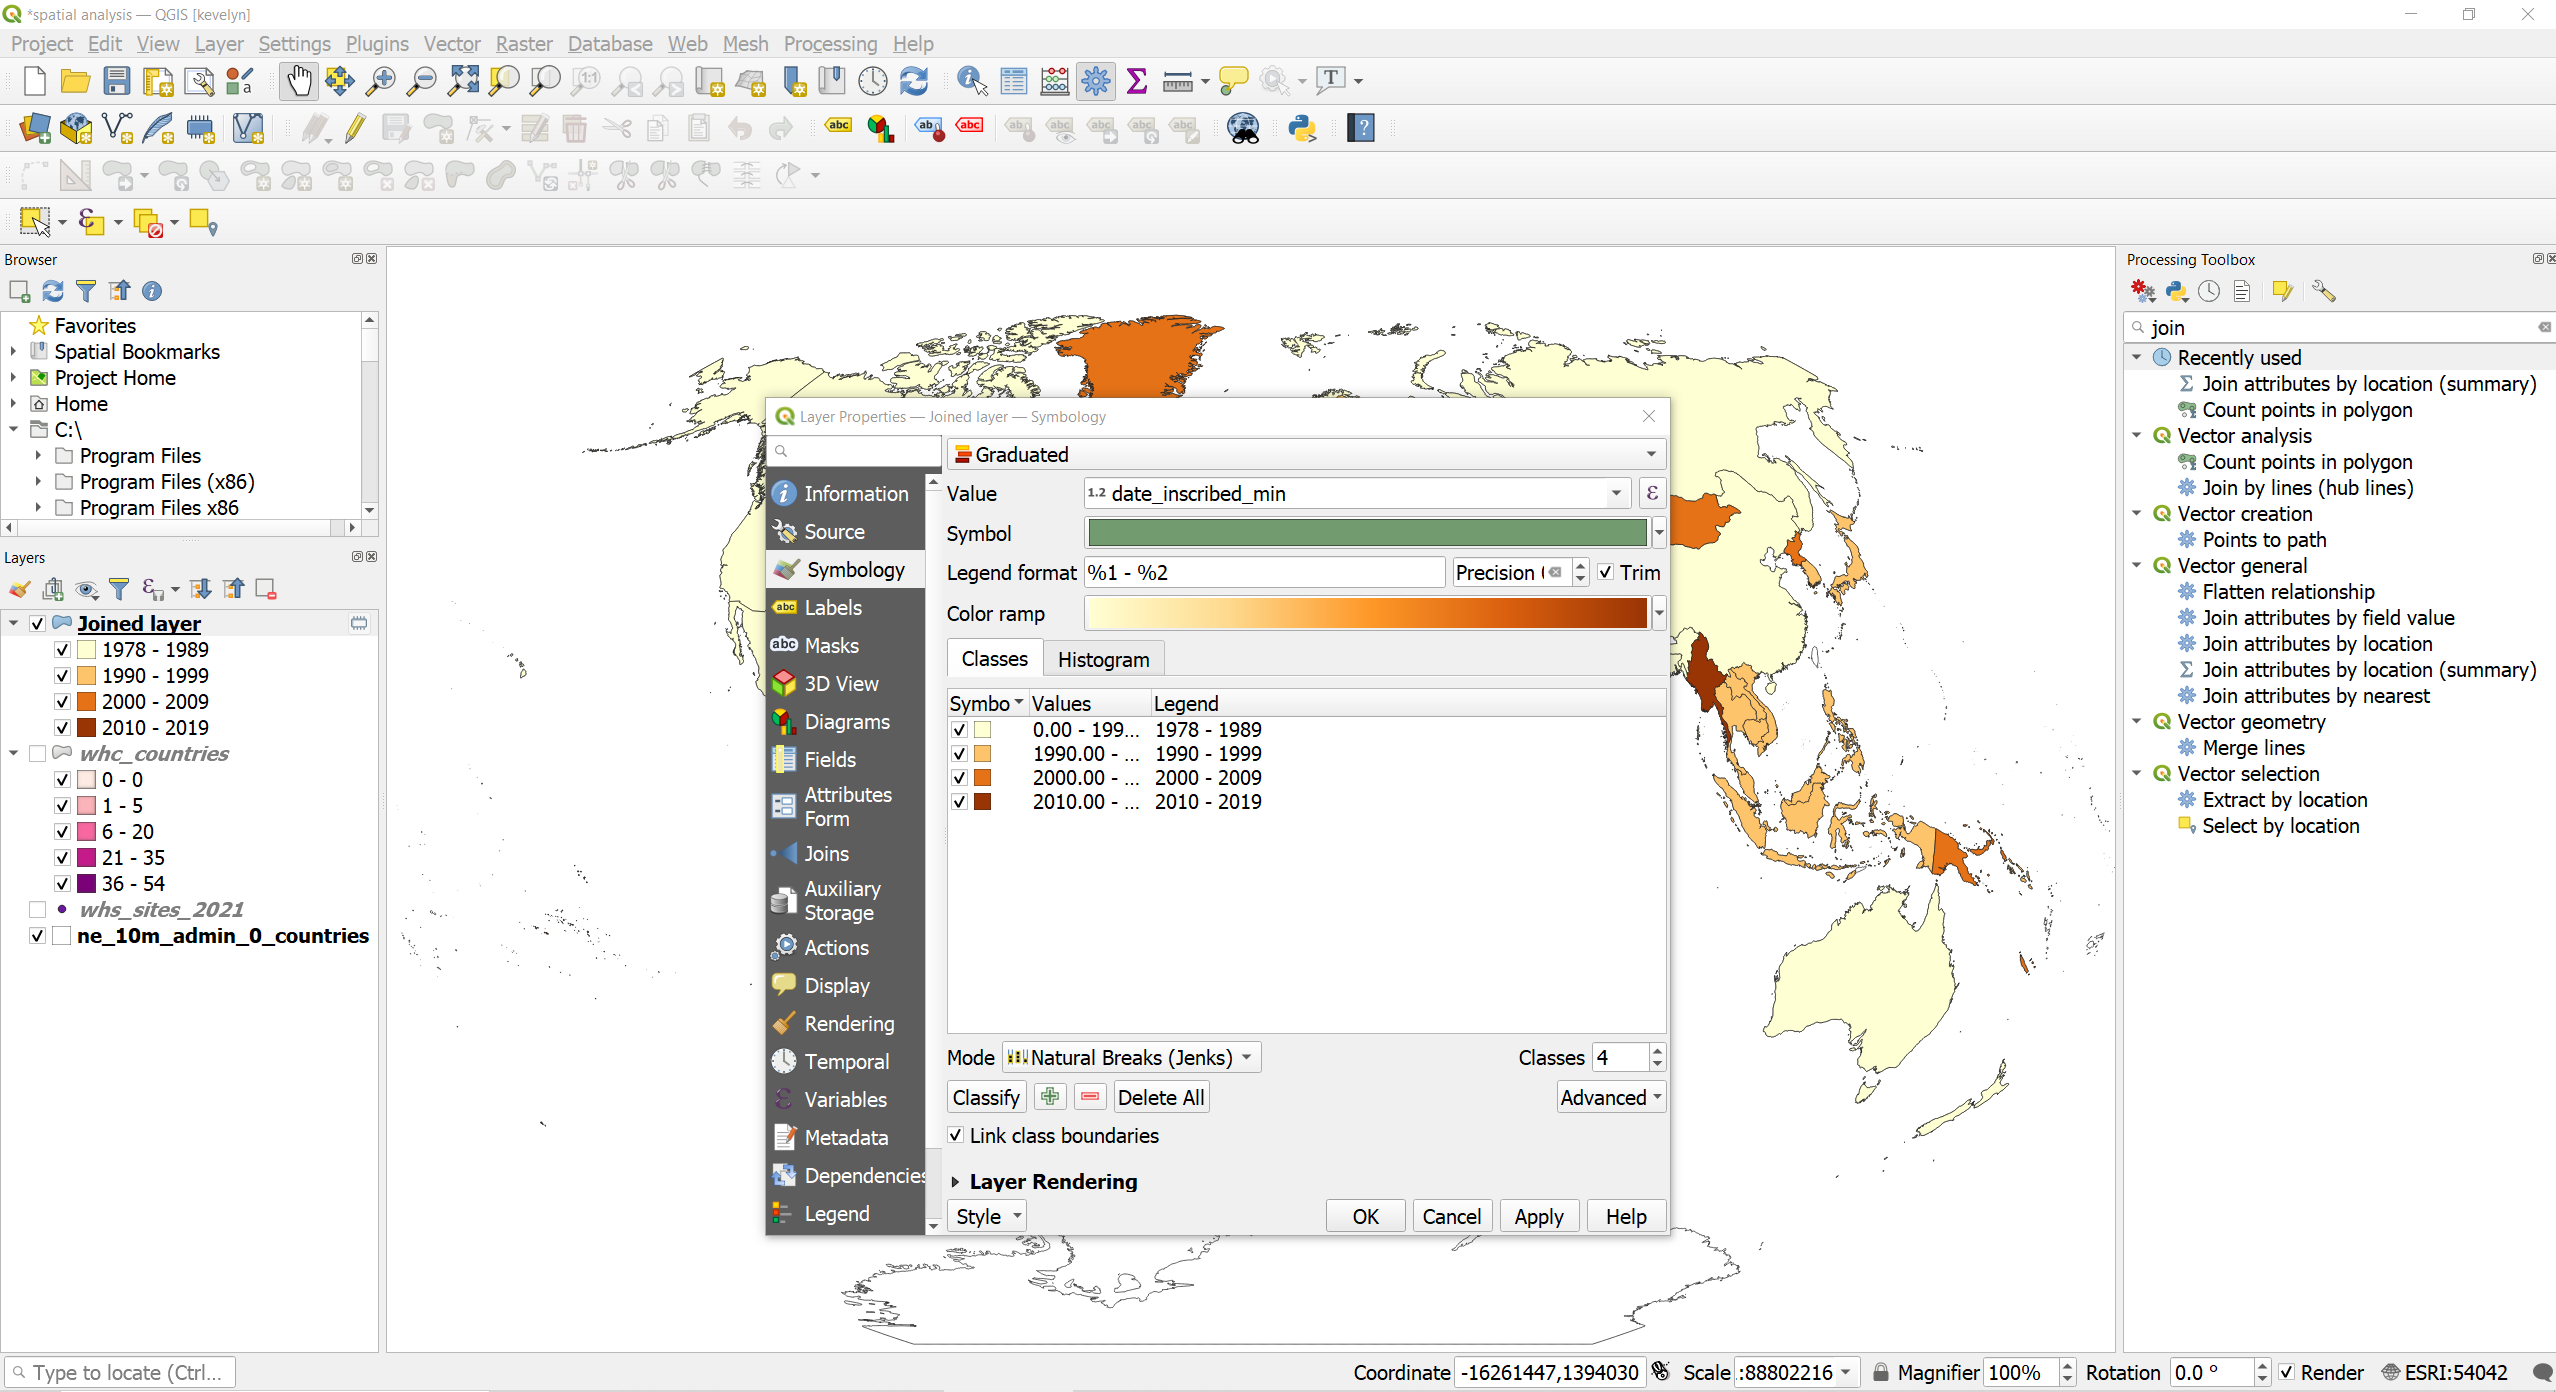 *spatial analysis — QGIS [kevelyn]
Project Edit View Layer Settings Plugins Vector Raster Database Web Mesh Processing Help
Browser
Favorites
Spatial Bookmarks
Project Home
Home
C:\
Program Files
Program Files (x86)
Program Files x86
Layers
Joined layer
1978 - 1989
1990 - 1999
2000 - 2009
2010 - 2019
whc_countries
0 - 0
1 - 5
6 - 20
21 - 35
36 - 54
whs_sites_2021
ne_10m_admin_0_countries
Layer Properties — Joined layer — Symbology
Information
Source
Symbology
Labels
Masks
3D View
Diagrams
Fields
Attributes
Form
Joins
Auxiliary
Storage
Actions
Display
Rendering
Temporal
Variables
Metadata
Dependencies
Legend
Graduated
Value 1.2 date_inscribed_min
Symbol
Legend format %1 - %2 Precision Trim
Color ramp
Classes Histogram
Symbo Values Legend
0.00 - 199... 1978 - 1989
1990.00 - ... 1990 - 1999
2000.00 - ... 2000 - 2009
2010.00 - ... 2010 - 2019
Mode Natural Breaks (Jenks) Classes 4
Classify Delete All Advanced
Link class boundaries
Layer Rendering
Style OK Cancel Apply Help
Processing Toolbox
join
Recently used
Join attributes by location (summary)
Count points in polygon
Vector analysis
Count points in polygon
Join by lines (hub lines)
Vector creation
Points to path
Vector general
Flatten relationship
Join attributes by field value
Join attributes by location
Join attributes by location (summary)
Join attributes by nearest
Vector geometry
Merge lines
Vector selection
Extract by location
Select by location
Type to locate (Ctrl... Coordinate -16261447,1394030 Scale :88802216 Magnifier 100% Rotation 0.0 ° Render ESRI:54042